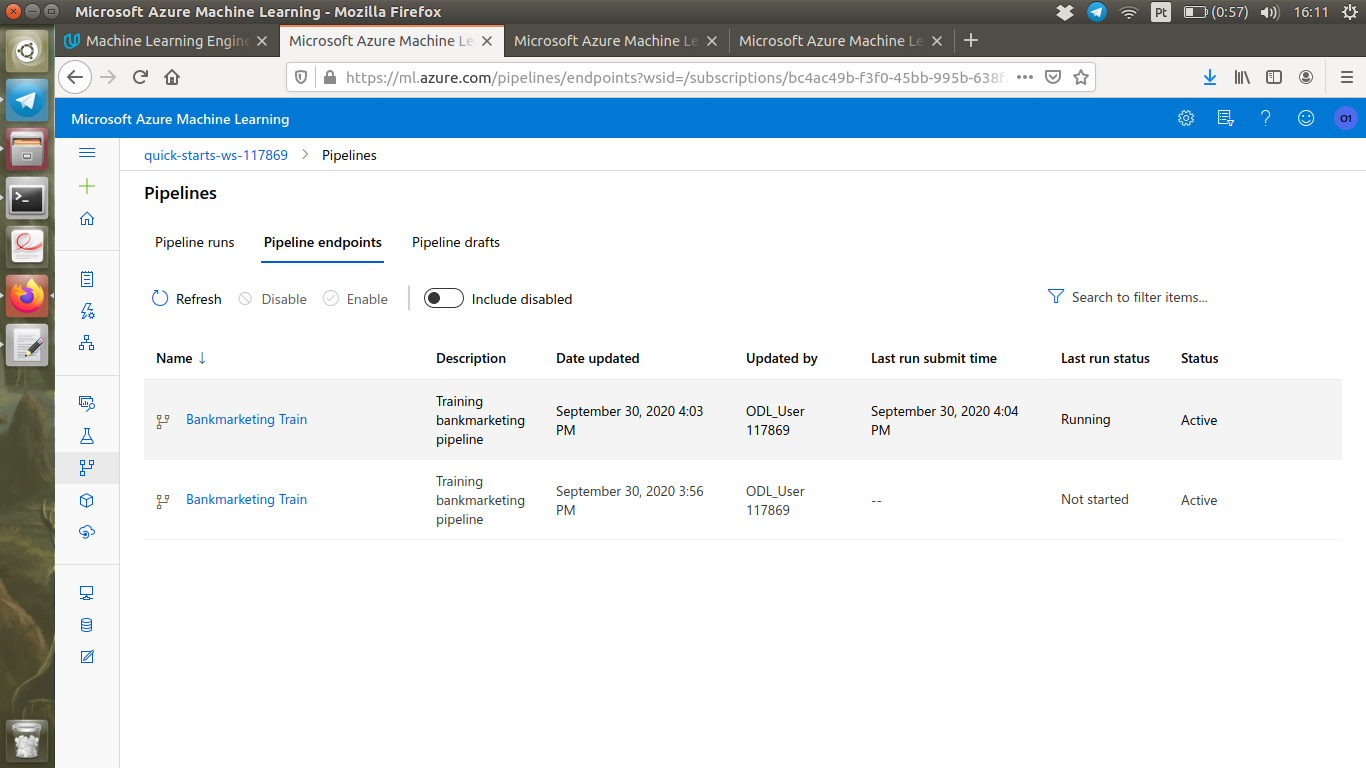 Microsoft Azure Machine Learning - Mozilla Firefox
Pt
(0:57)
16:11
Machine Learning Engine
Microsoft Azure Machine Le
Microsoft Azure Machine Le
Microsoft Azure Machine Le
https://ml.azure.com/pipelines/endpoints?wsid=/subscriptions/bc4ac49b-f3f0-45bb-995b-638f
Microsoft Azure Machine Learning
O1
quick-starts-ws-117869 > Pipelines
Pipelines
Pipeline runs
Pipeline endpoints
Pipeline drafts
Refresh
Disable
Enable
Include disabled
Search to filter items...
Name ↓
Description
Date updated
Updated by
Last run submit time
Last run status
Status
Bankmarketing Train
Training
bankmarketing
pipeline
September 30, 2020 4:03
PM
ODL_User
117869
September 30, 2020 4:04
PM
Running
Active
Bankmarketing Train
Training
bankmarketing
pipeline
September 30, 2020 3:56
PM
ODL_User
117869
--
Not started
Active